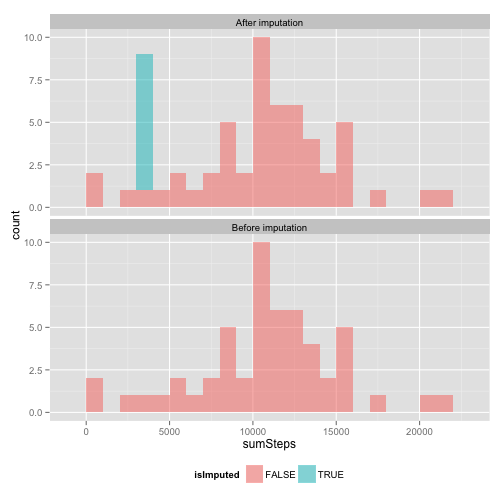 After imputation
10.0
7.5
5.0
2.5
0.0
Before imputation
10.0
7.5
5.0
2.5
0.0
count
0 5000 10000 15000 20000
sumSteps
isImputed FALSE TRUE